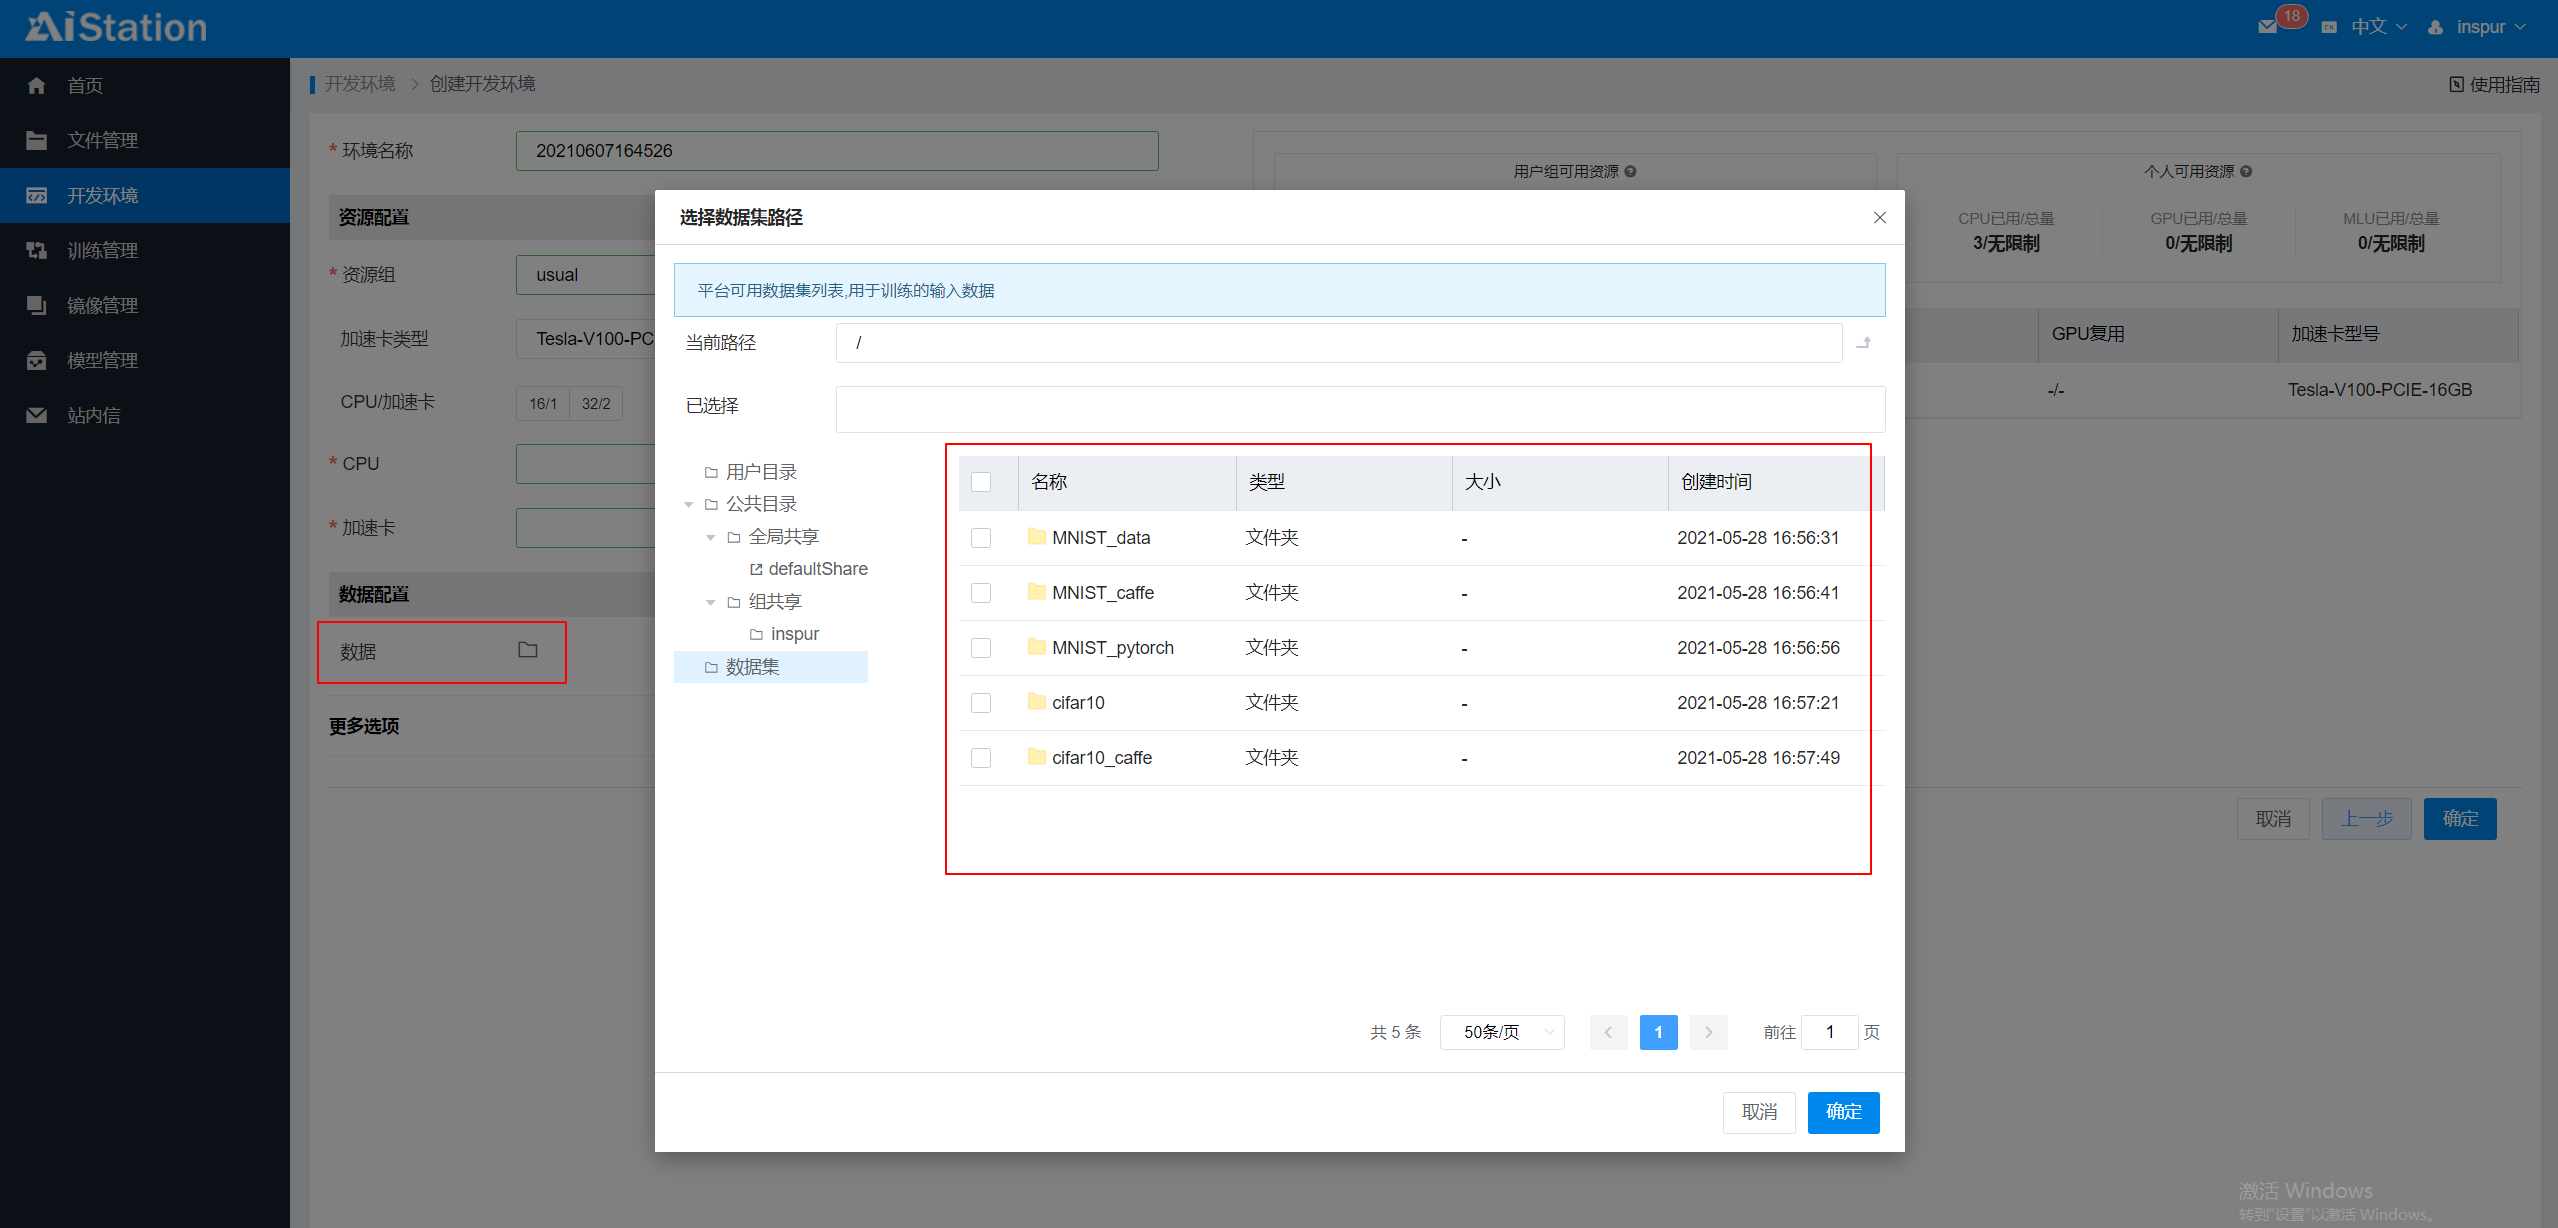 AiStation
18
中文
inspur
首页
文件管理
开发环境
训练管理
镜像管理
模型管理
站内信
开发环境 > 创建开发环境
使用指南
* 环境名称 20210607164526
资源配置
* 资源组 usual
加速卡类型 Tesla-V100-PC
CPU/加速卡 16/1 32/2
* CPU
* 加速卡
数据配置
数据
更多选项
用户组可用资源
个人可用资源
CPU已用/总量 GPU已用/总量 MLU已用/总量
3/无限制 0/无限制 0/无限制
GPU复用 加速卡型号
-/- Tesla-V100-PCIE-16GB
取消 上一步 确定
选择数据集路径
平台可用数据集列表,用于训练的输入数据
当前路径 /
已选择
用户目录
公共目录
全局共享
defaultShare
组共享
inspur
数据集
名称 类型 大小 创建时间
MNIST_data 文件夹 - 2021-05-28 16:56:31
MNIST_caffe 文件夹 - 2021-05-28 16:56:41
MNIST_pytorch 文件夹 - 2021-05-28 16:56:56
cifar10 文件夹 - 2021-05-28 16:57:21
cifar10_caffe 文件夹 - 2021-05-28 16:57:49
共 5 条 50条/页 < 1 > 前往 1 页
取消 确定
激活 Windows
转到“设置”以激活 Windows。